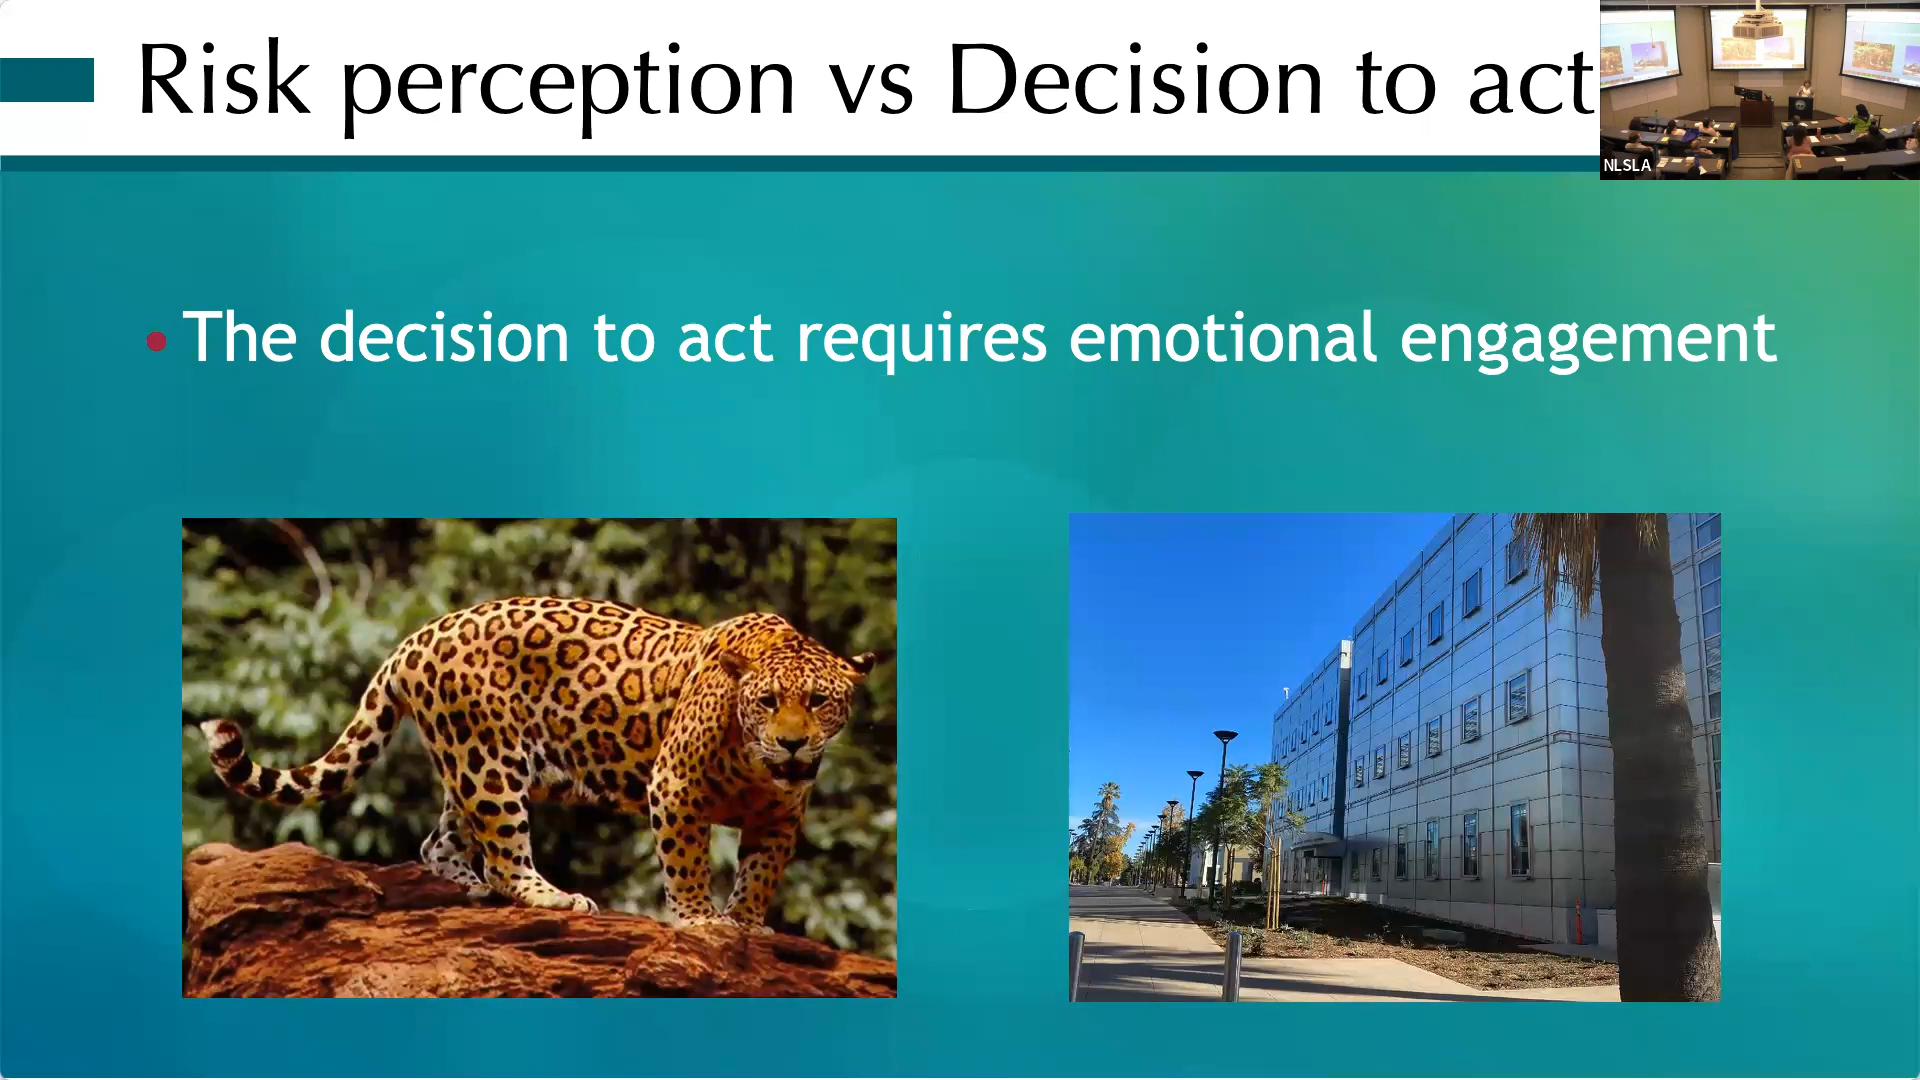 Risk perception vs Decision to act
NLSLA
• The decision to act requires emotional engagement